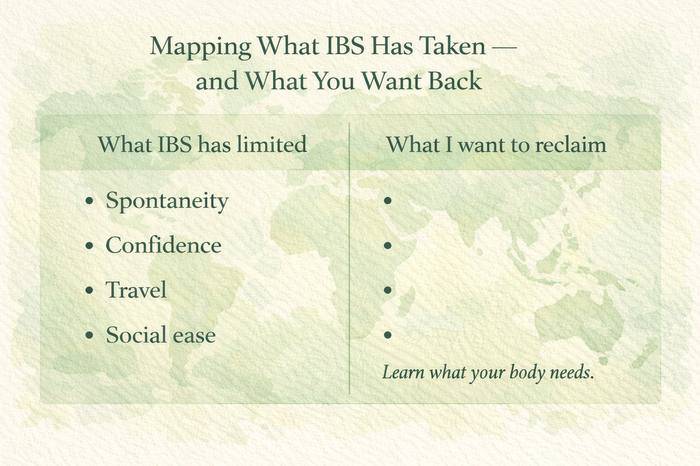 Mapping What IBS Has Taken —
and What You Want Back
What IBS has limited
What I want to reclaim
• Spontaneity
• Confidence
• Travel
• Social ease
•
•
•
•
Learn what your body needs.